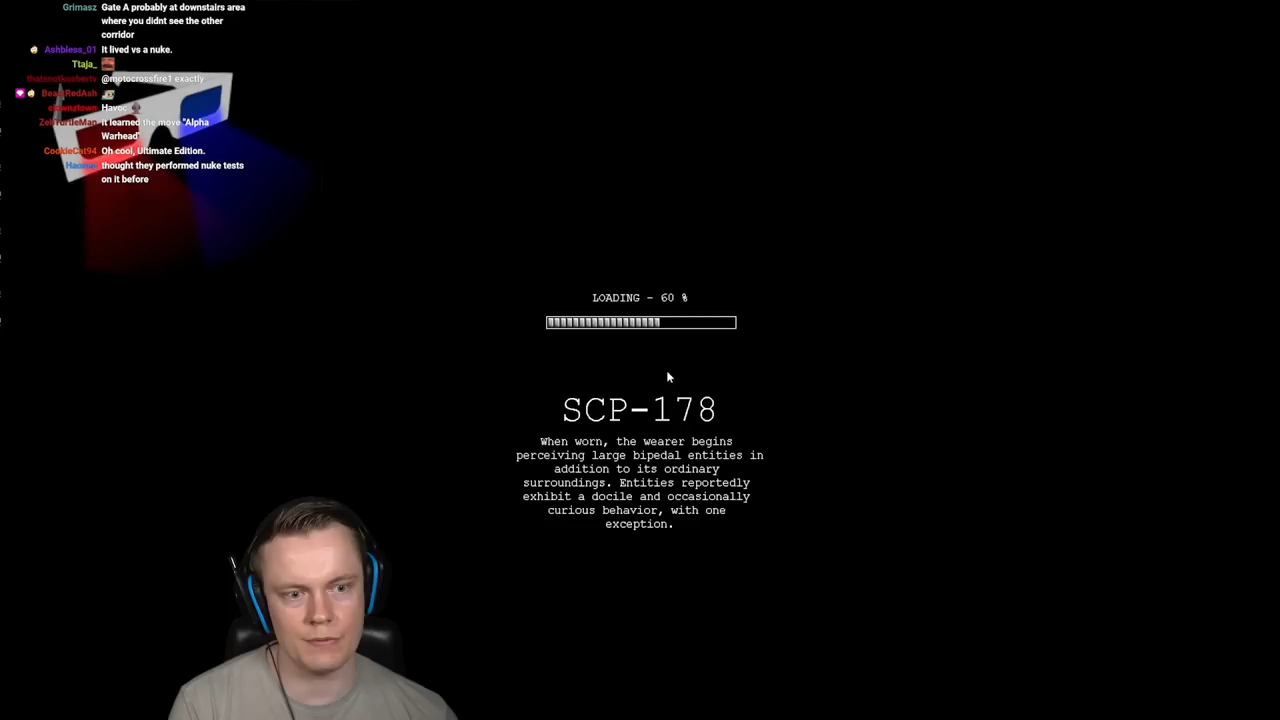 Grimasz Gate A probably at downstairs area
where you didnt see the other
corridor
Ashbless_01 It lived vs a nuke.
Ttaja_
@motocrossfire1 exactly
BeastRedAsh
clownztown Havoc
it learned the move "Alpha
Warhead"
CookieCat94 Oh cool, Ultimate Edition.
thought they performed nuke tests
on it before
LOADING - 60 %
SCP-178
When worn, the wearer begins
perceiving large bipedal entities in
addition to its ordinary
surroundings. Entities reportedly
exhibit a docile and occasionally
curious behavior, with one
exception.